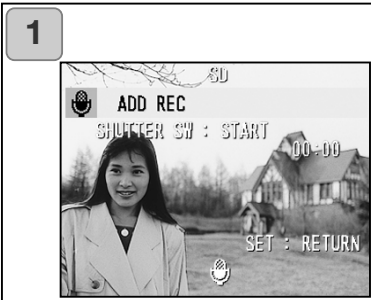 1
SD
ADD REC
SHUTTER SW : START
00:00
SET : RETURN